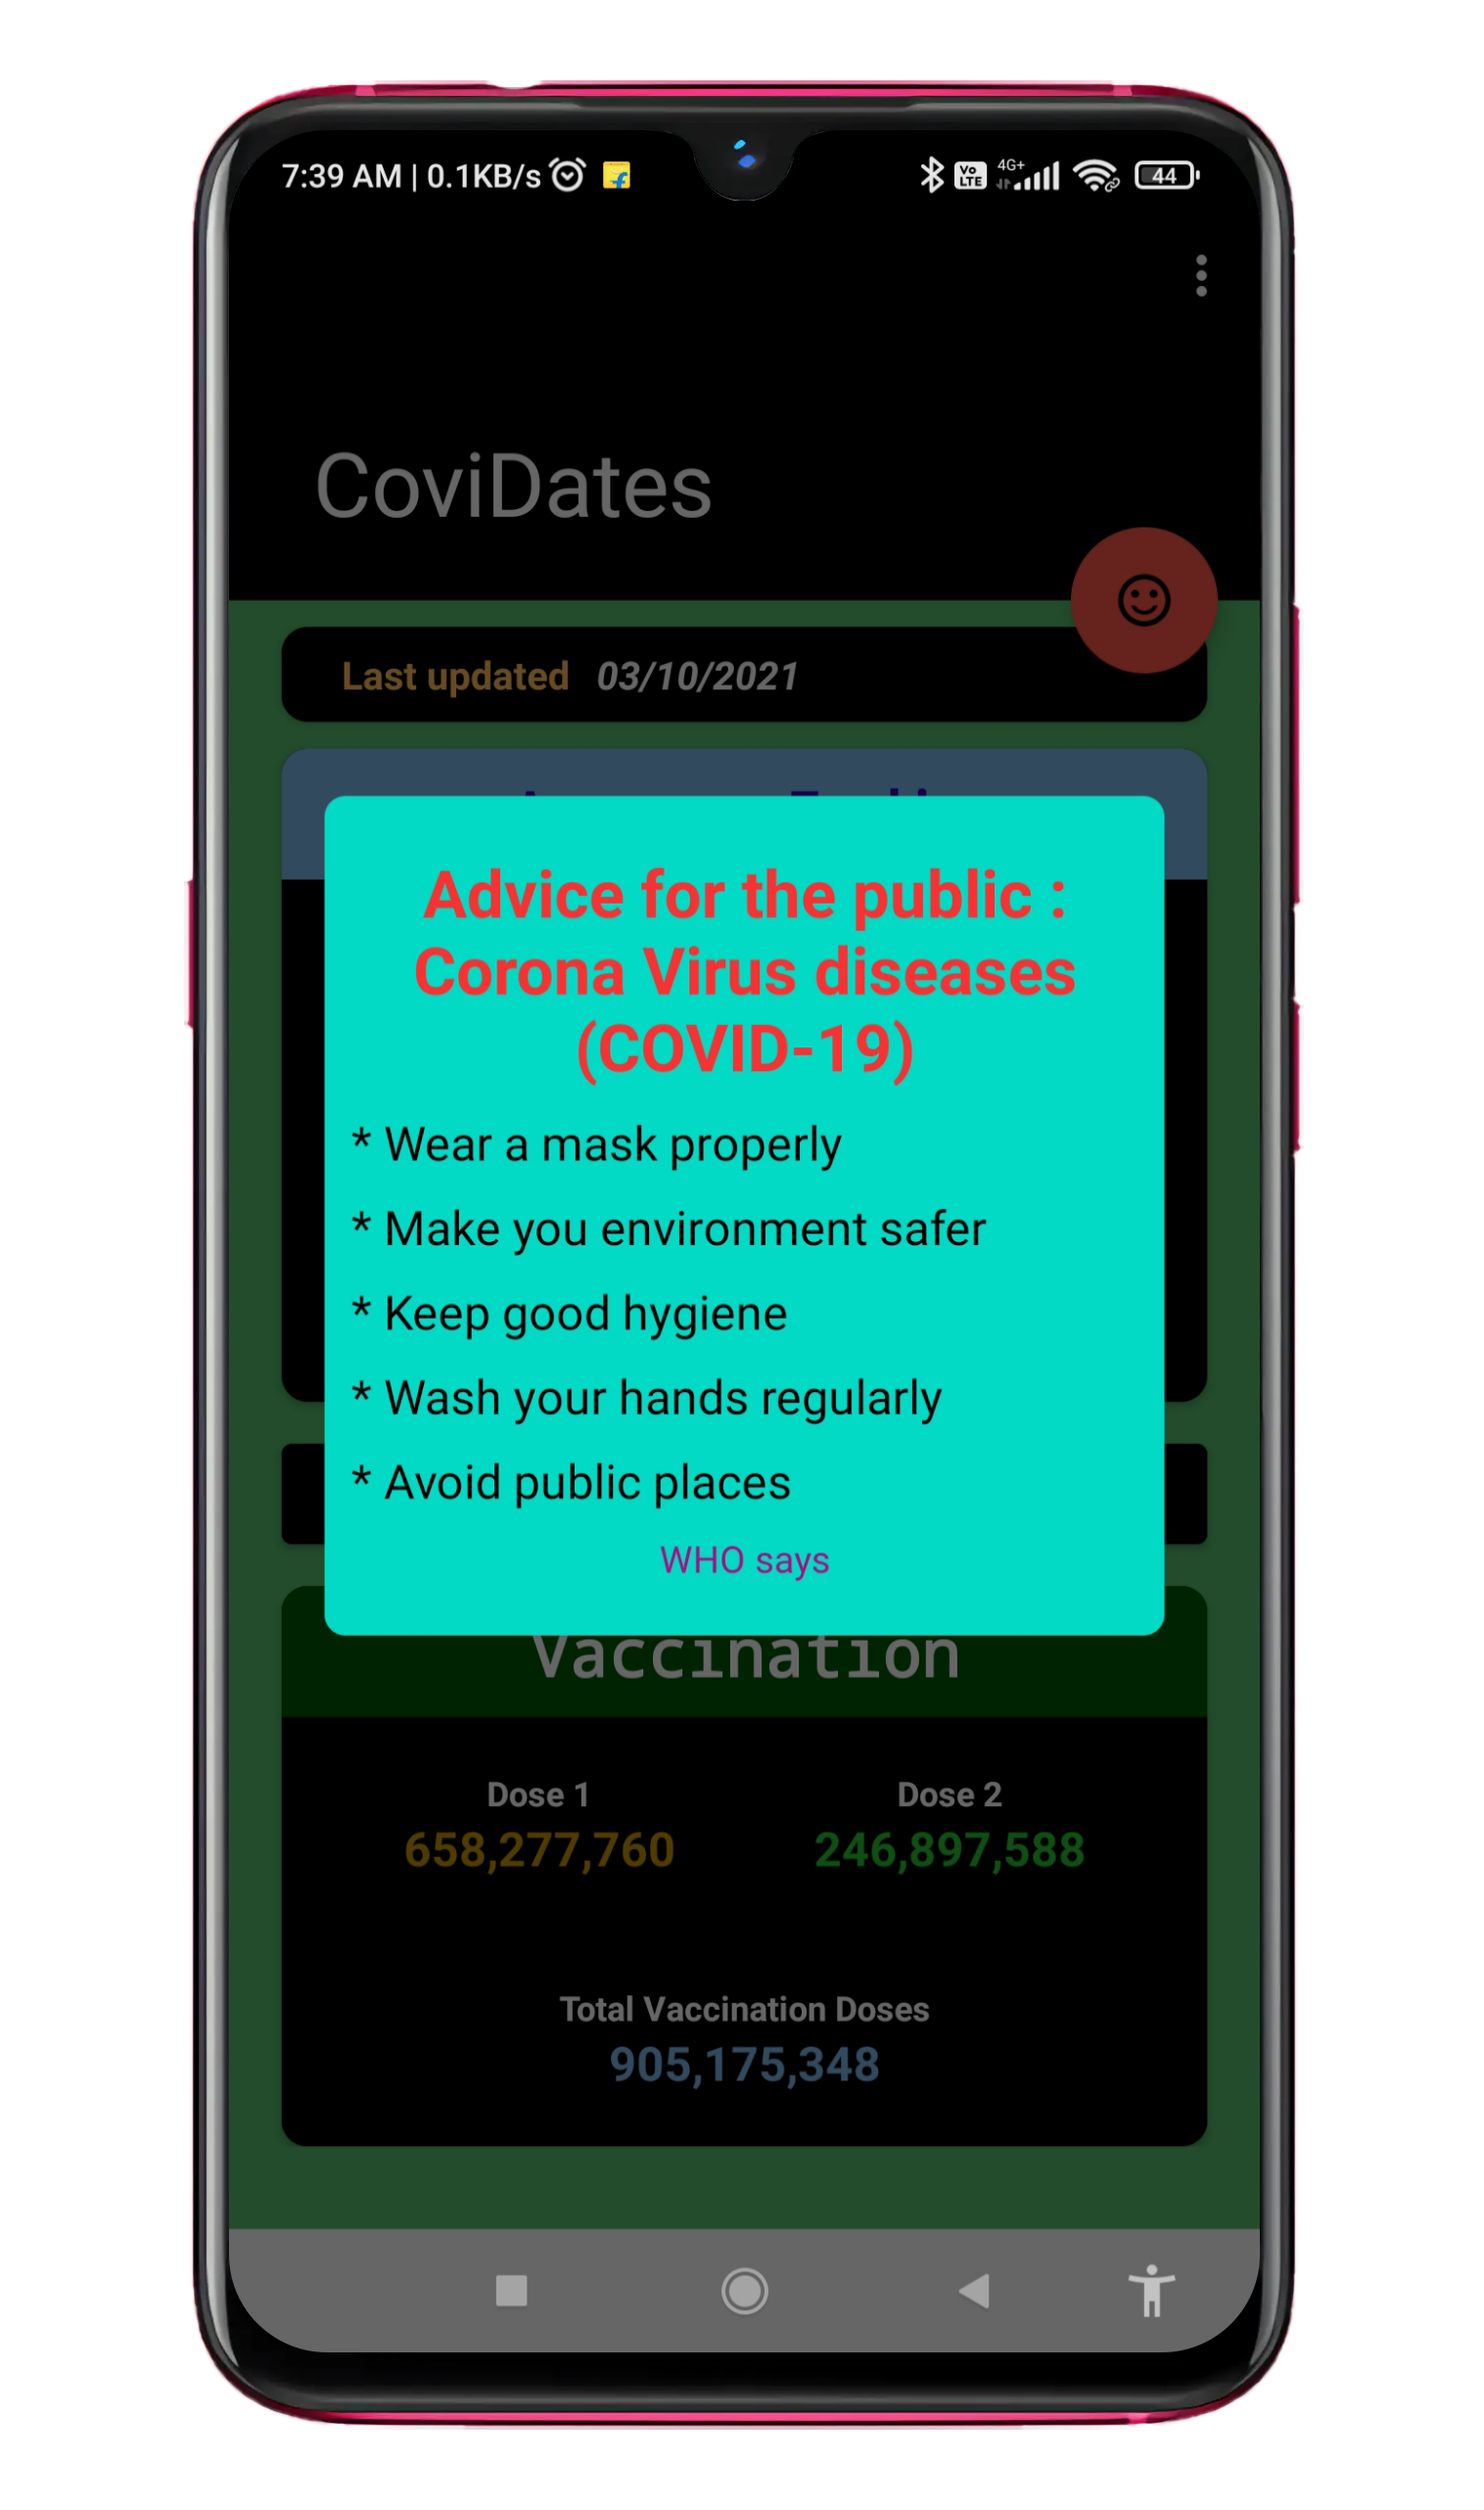 7:39 AM | 0.1KB/s
Vo
LTE
4G+
44
CoviDates
Last updated 03/10/2021
Advice for the public :
Corona Virus diseases
(COVID-19)
* Wear a mask properly
* Make you environment safer
* Keep good hygiene
* Wash your hands regularly
* Avoid public places
WHO says
Vaccination
Dose 1 Dose 2
658,277,760 246,897,588
Total Vaccination Doses
905,175,348